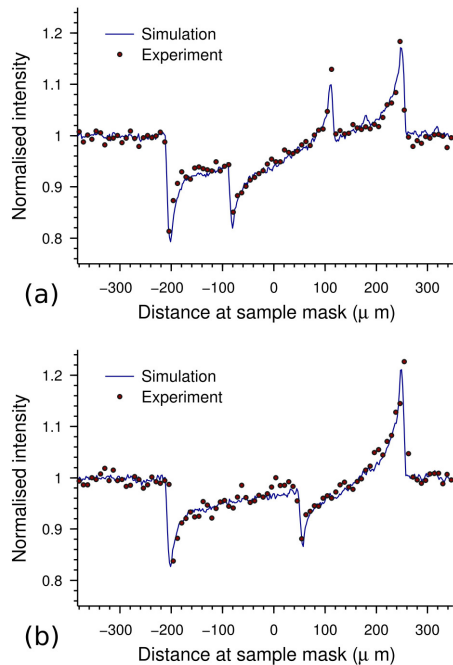 1.2
1.1
1
0.9
0.8
Normalised intensity
Simulation
Experiment
−300 −200 −100 0 100 200 300
Distance at sample mask (μ m)
(a)
1.2
1.1
1
0.9
0.8
Normalised intensity
Simulation
Experiment
−300 −200 −100 0 100 200 300
Distance at sample mask (μ m)
(b)